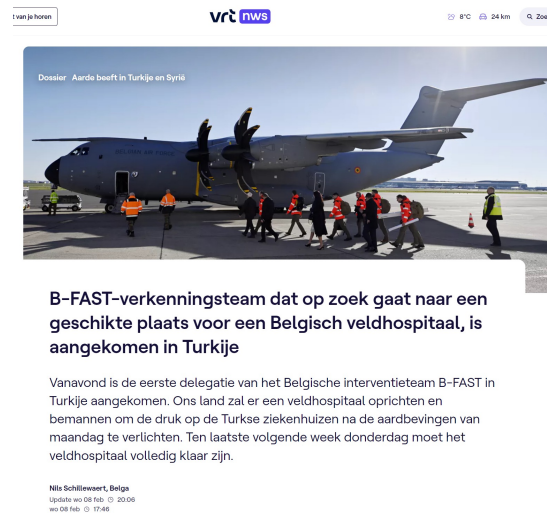 t van je horen
vrt nws
8°C 24 km Zoe
Dossier Aarde beeft in Turkije en Syrië
BELGIAN AIR FORCE
B-FAST-verkenningsteam dat op zoek gaat naar een
geschikte plaats voor een Belgisch veldhospitaal, is
aangekomen in Turkije
Vanavond is de eerste delegatie van het Belgische interventieteam B-FAST in
Turkije aangekomen. Ons land zal er een veldhospitaal oprichten en
bemannen om de druk op de Turkse ziekenhuizen na de aardbevingen van
maandag te verlichten. Ten laatste volgende week donderdag moet het
veldhospitaal volledig klaar zijn.
Nils Schillewaert, Belga
Update wo 08 feb 20:06
wo 08 feb 17:46